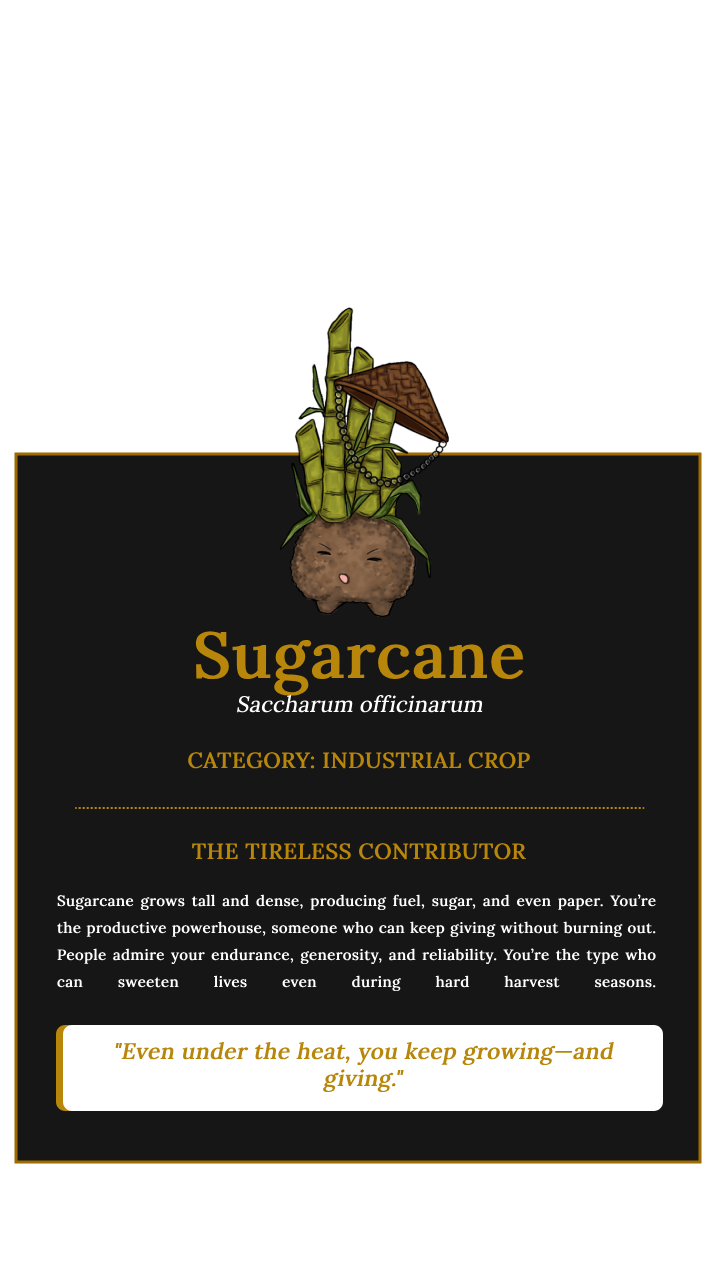 Sugarcane
Saccharum officinarum
CATEGORY: INDUSTRIAL CROP
THE TIRELESS CONTRIBUTOR
Sugarcane grows tall and dense, producing fuel, sugar, and even paper. You’re
the productive powerhouse, someone who can keep giving without burning out.
People admire your endurance, generosity, and reliability. You’re the type who
can sweeten lives even during hard harvest seasons.
"Even under the heat, you keep growing—and
giving."